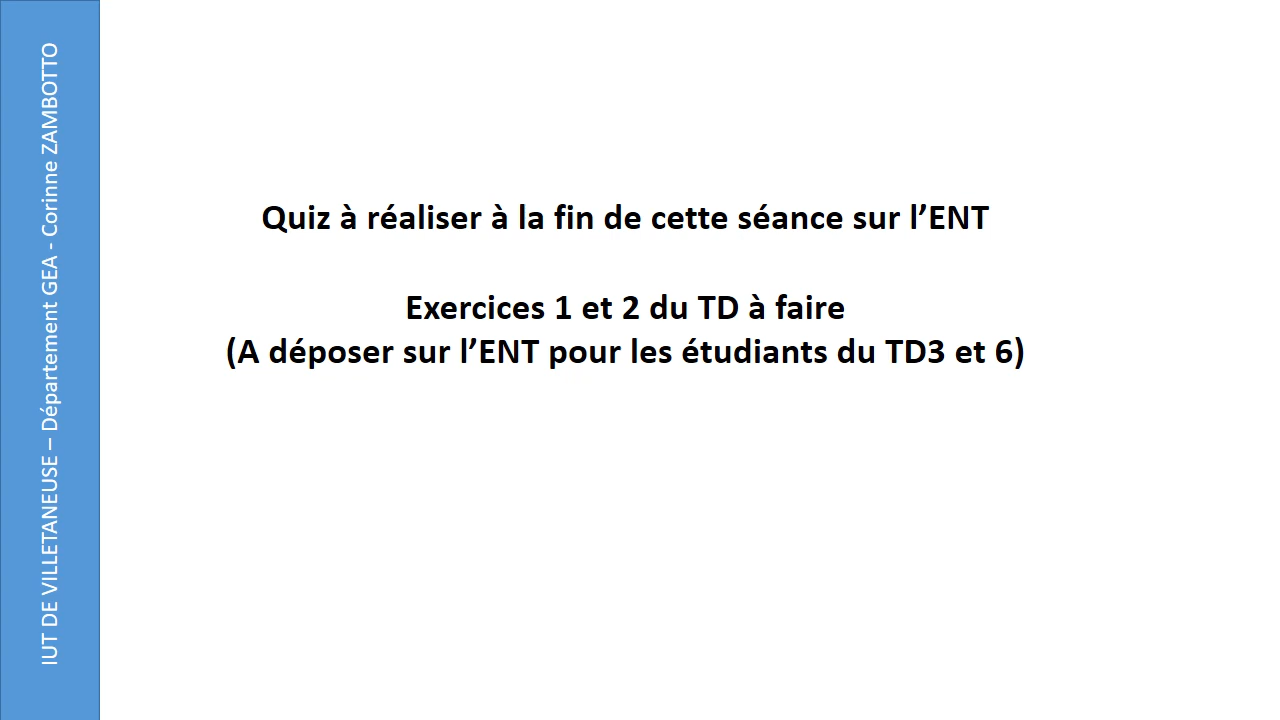 IUT DE VILLETANEUSE – Département GEA - Corinne ZAMBOTTO
Quiz à réaliser à la fin de cette séance sur l’ENT
Exercices 1 et 2 du TD à faire
(A déposer sur l’ENT pour les étudiants du TD3 et 6)